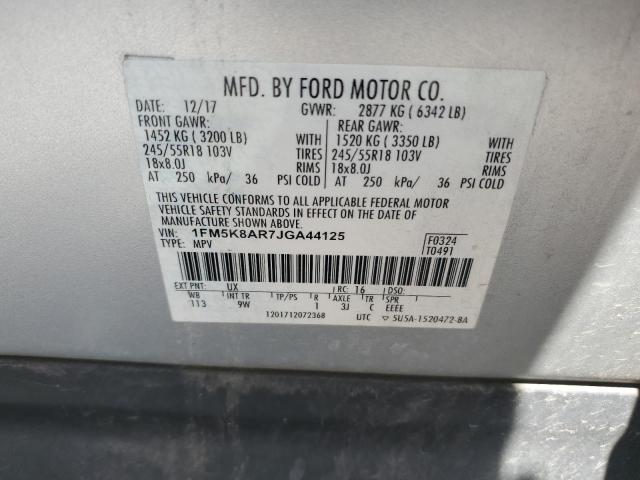 MFD. BY FORD MOTOR CO.
DATE: 12/17 GVWR: 2877 KG ( 6342 LB)
FRONT GAWR: REAR GAWR:
1452 KG ( 3200 LB) WITH 1520 KG ( 3350 LB) WITH
245/55R18 103V TIRES 245/55R18 103V TIRES
18x8.0J RIMS 18x8.0J RIMS
AT 250 kPa/ 36 PSI COLD AT 250 kPa/ 36 PSI COLD
THIS VEHICLE CONFORMS TO ALL APPLICABLE FEDERAL MOTOR
VEHICLE SAFETY STANDARDS IN EFFECT ON THE DATE OF
MANUFACTURE SHOWN ABOVE.
VIN: 1FM5K8AR7JGA44125 F0324
TYPE: MPV T0491
EXT PNT: UX RC: 16 DSO:
WB INT TR TP/PS R AXLE TR SPR
113 9W 1 3J C EEEE
1201712072368 UTC ▽ 5U5A-1520472-BA